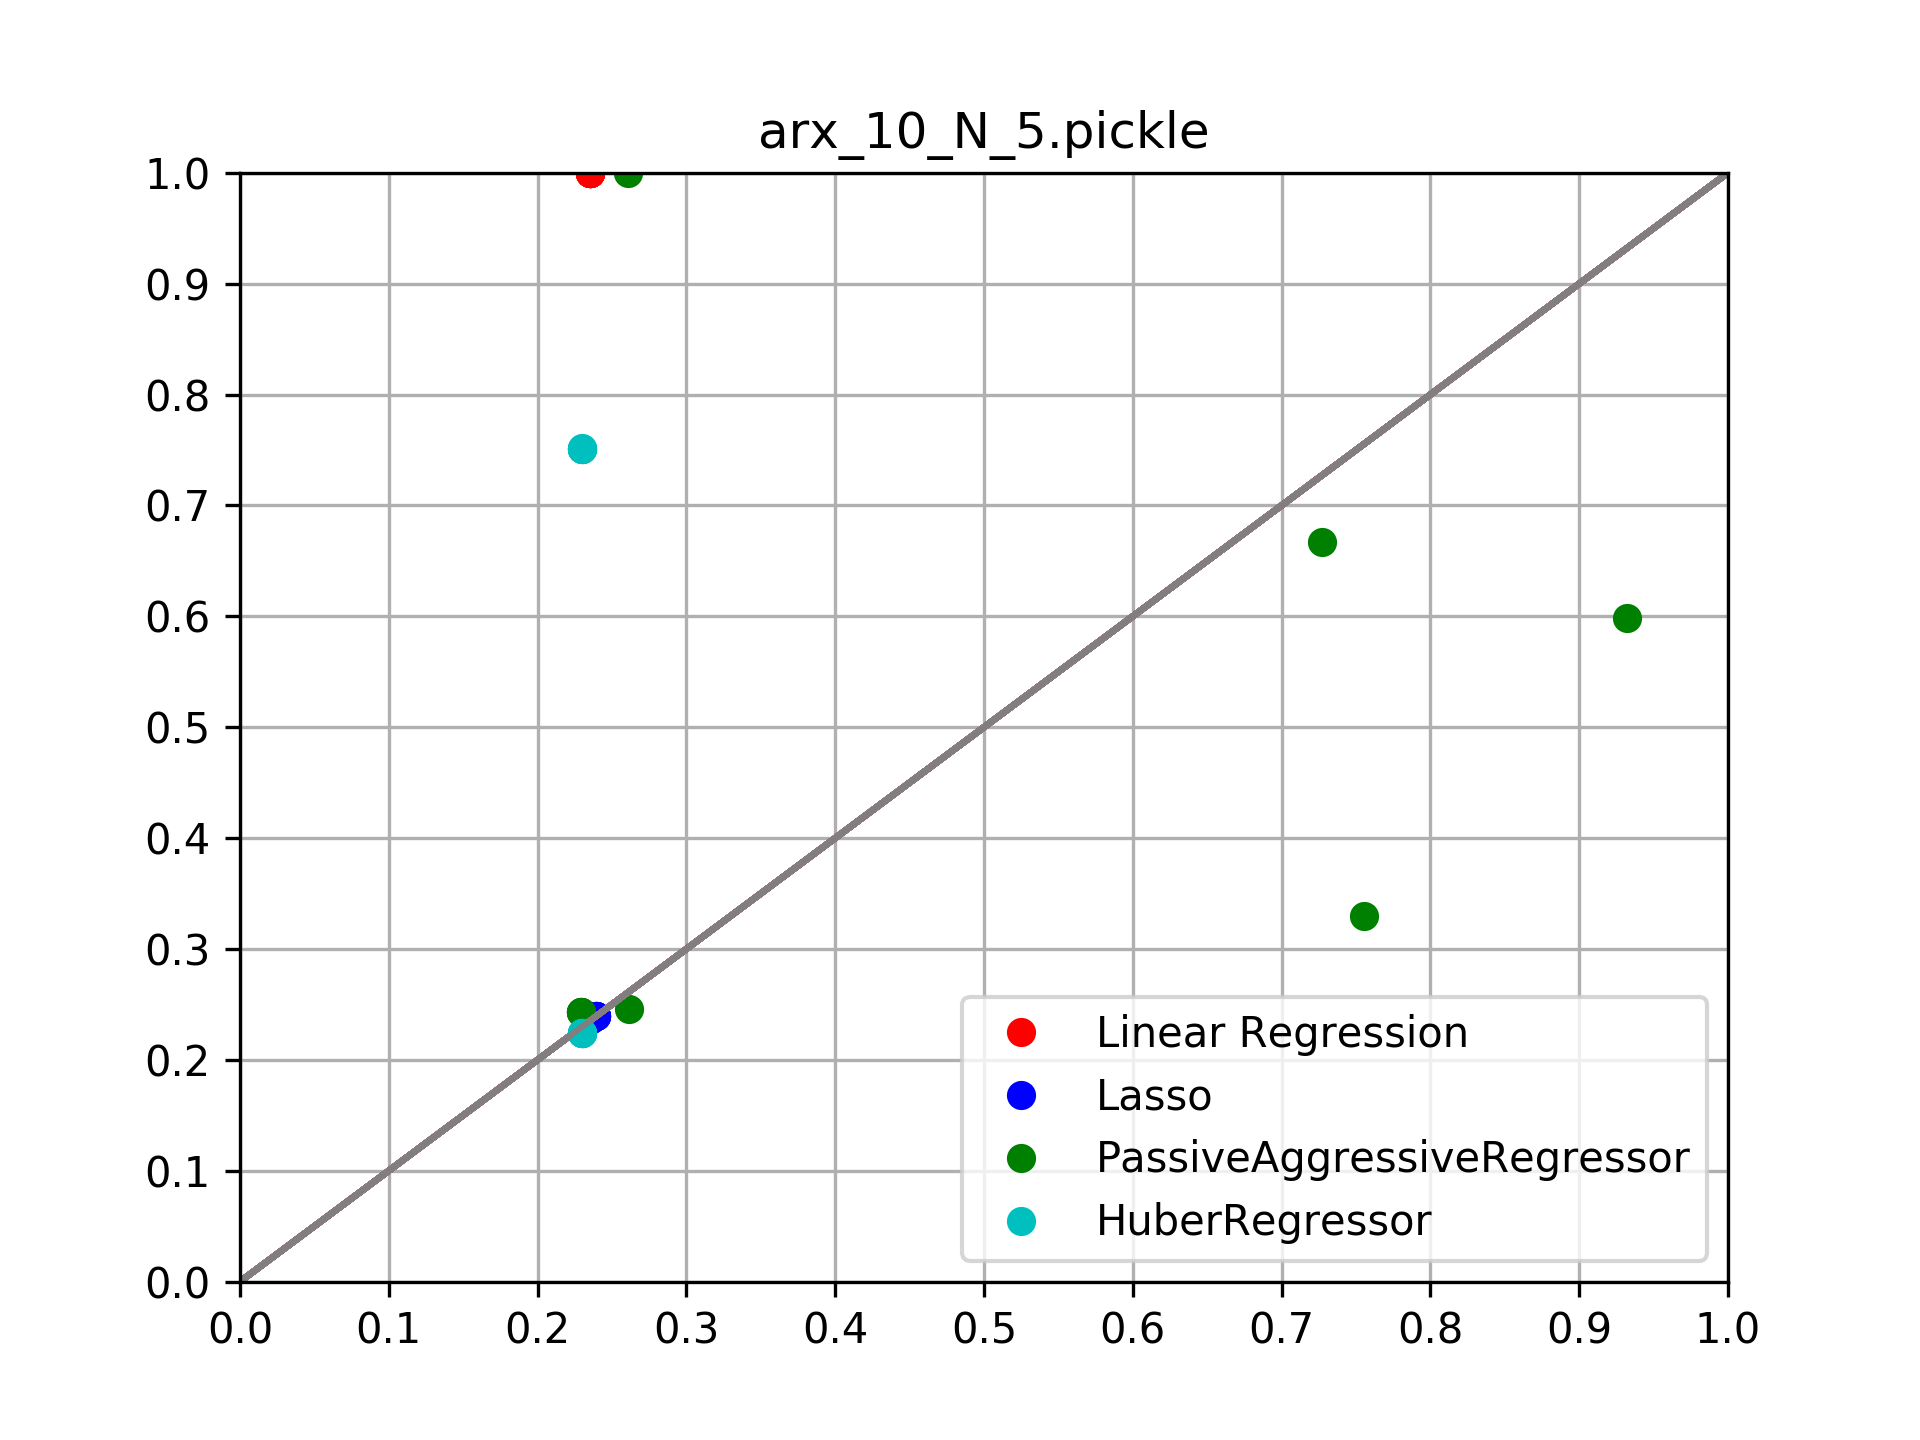 arx_10_N_5.pickle
1.0
0.9
0.8
0.7
0.6
0.5
0.4
0.3
0.2
0.1
0.0
Linear Regression
Lasso
PassiveAggressiveRegressor
HuberRegressor
0.0 0.1 0.2 0.3 0.4 0.5 0.6 0.7 0.8 0.9 1.0